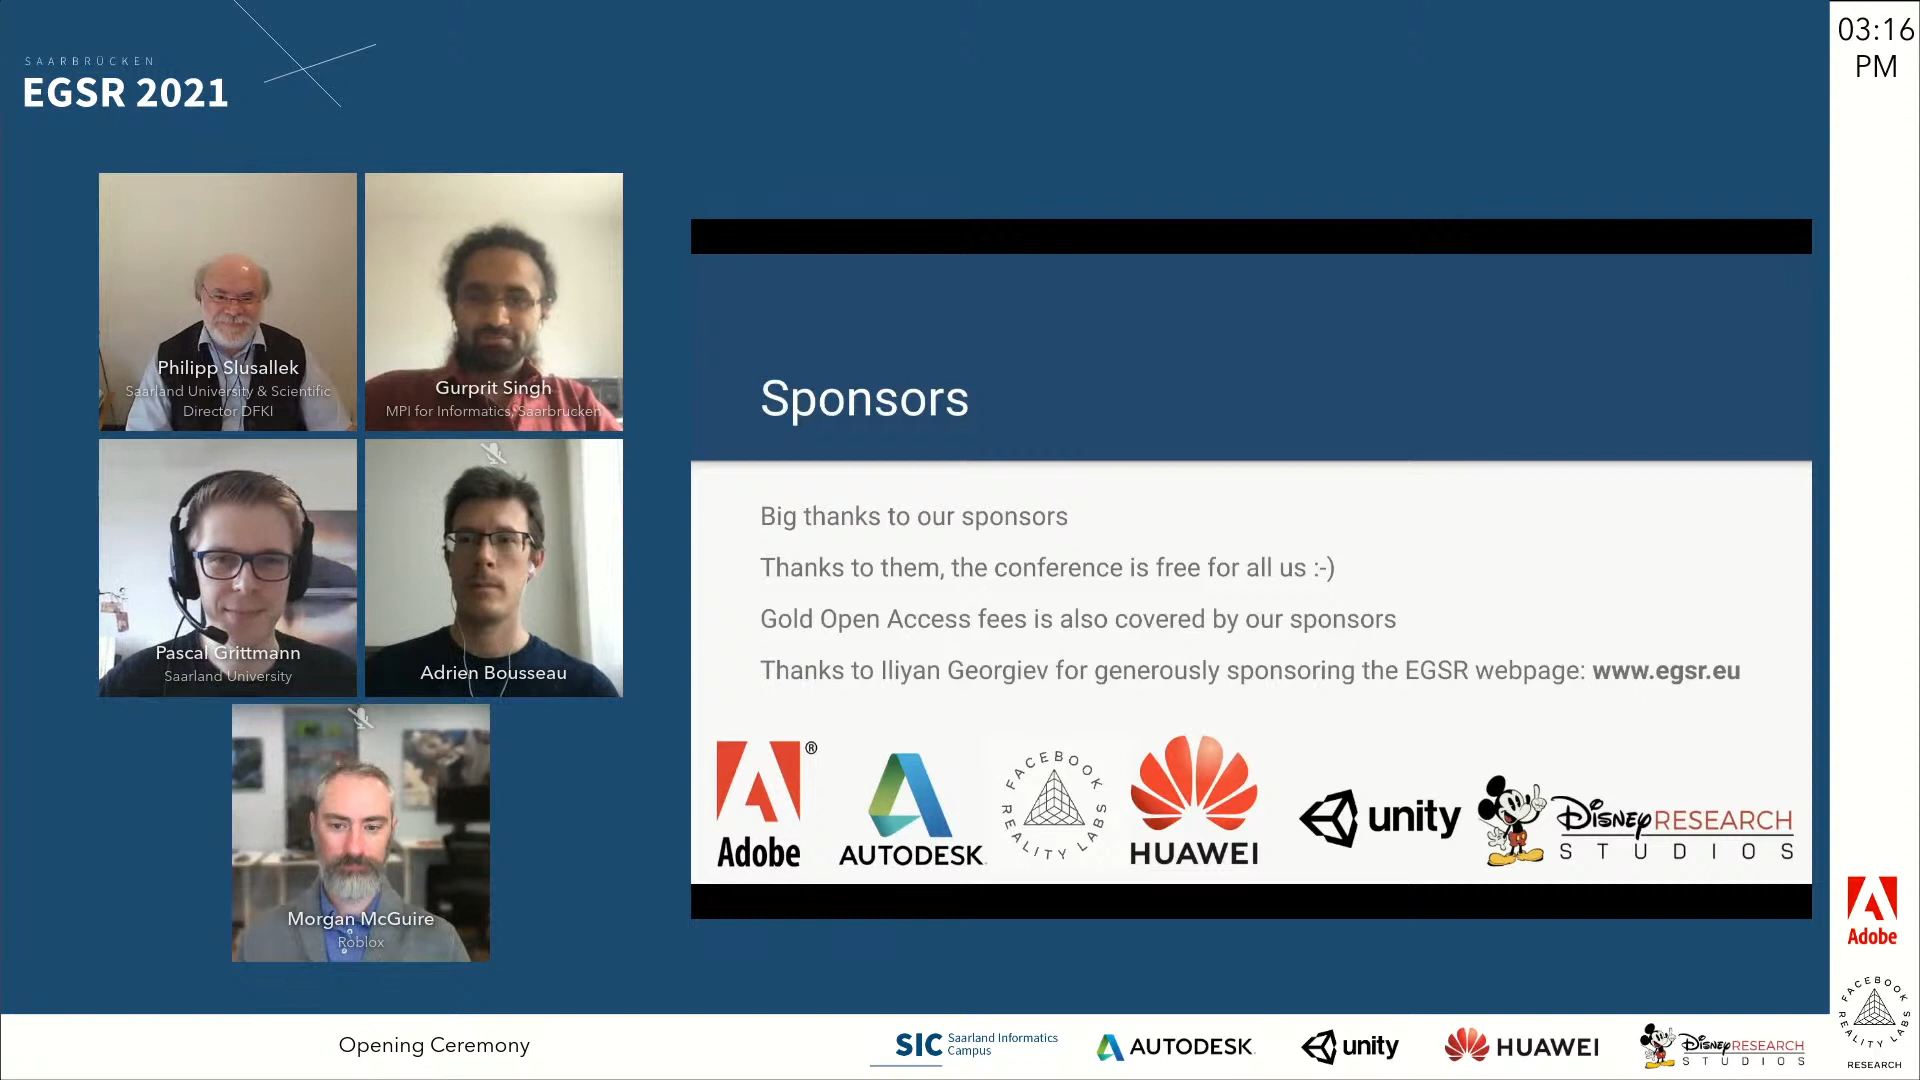 SAARBRÜCKEN
EGSR 2021
03:16
PM
Philipp Slusallek
Saarland University & Scientific
Director DFKI
Gurprit Singh
MPI for Informatics, Saarbrucken
Pascal Grittmann
Saarland University
Adrien Bousseau
Morgan McGuire
Roblox
Sponsors
Big thanks to our sponsors
Thanks to them, the conference is free for all us :-)
Gold Open Access fees is also covered by our sponsors
Thanks to Iliyan Georgiev for generously sponsoring the EGSR webpage: www.egsr.eu
Adobe®
AUTODESK
FACEBOOK REALITY LABS
HUAWEI
unity
Disney RESEARCH
STUDIOS
Adobe
FACEBOOK REALITY LABS
RESEARCH
Opening Ceremony
SIC Saarland Informatics
Campus
AUTODESK
unity
HUAWEI
Disney RESEARCH
STUDIOS